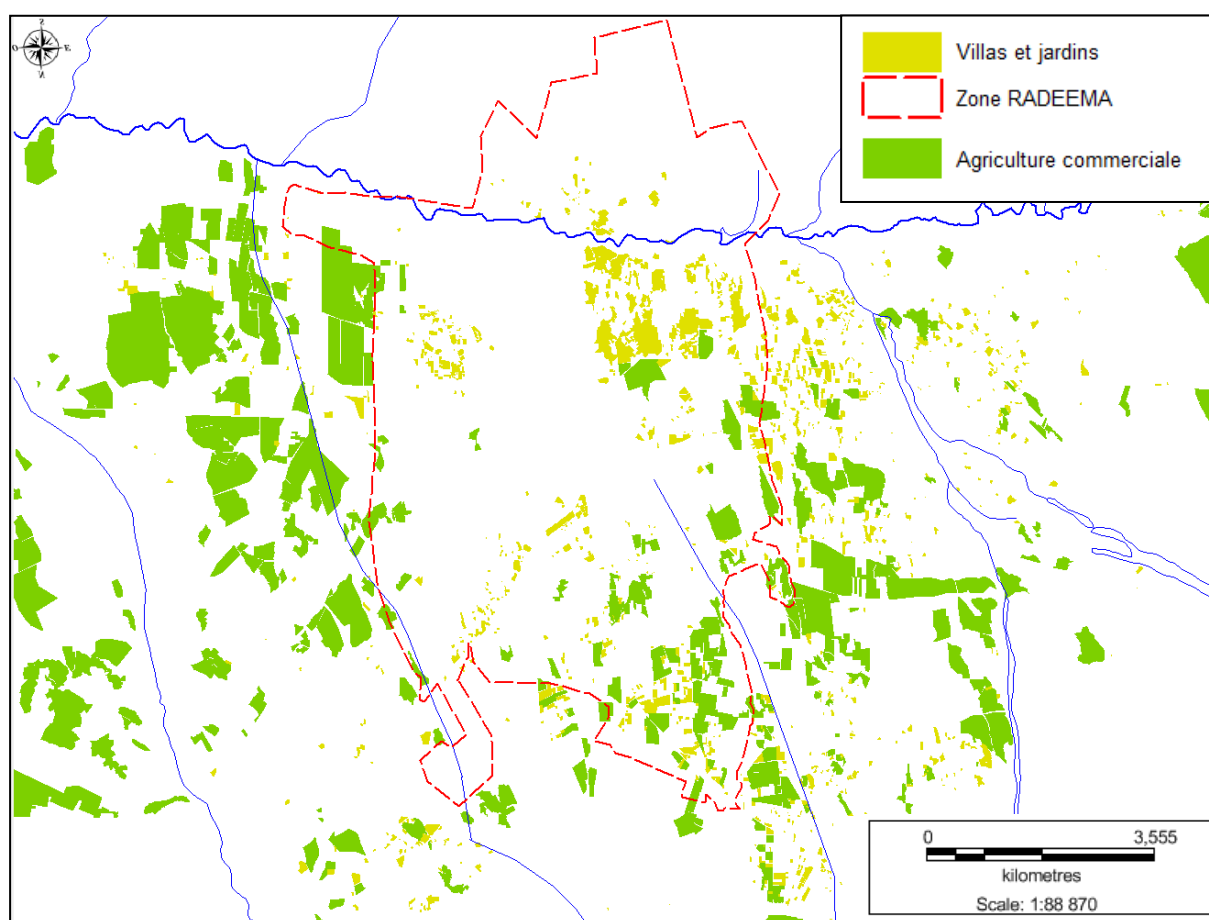 S
O E
N
Villas et jardins
Zone RADEEMA
Agriculture commerciale
0 3,555
kilometres
Scale: 1:88 870